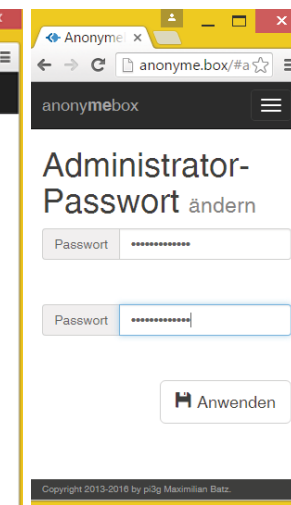 Anonyme
anonyme.box/#a
anonymebox
Administrator-
Passwort ändern
Passwort •••••••••••••
Passwort •••••••••••••
Anwenden
Copyright 2013-2016 by pi3g Maximilian Batz.